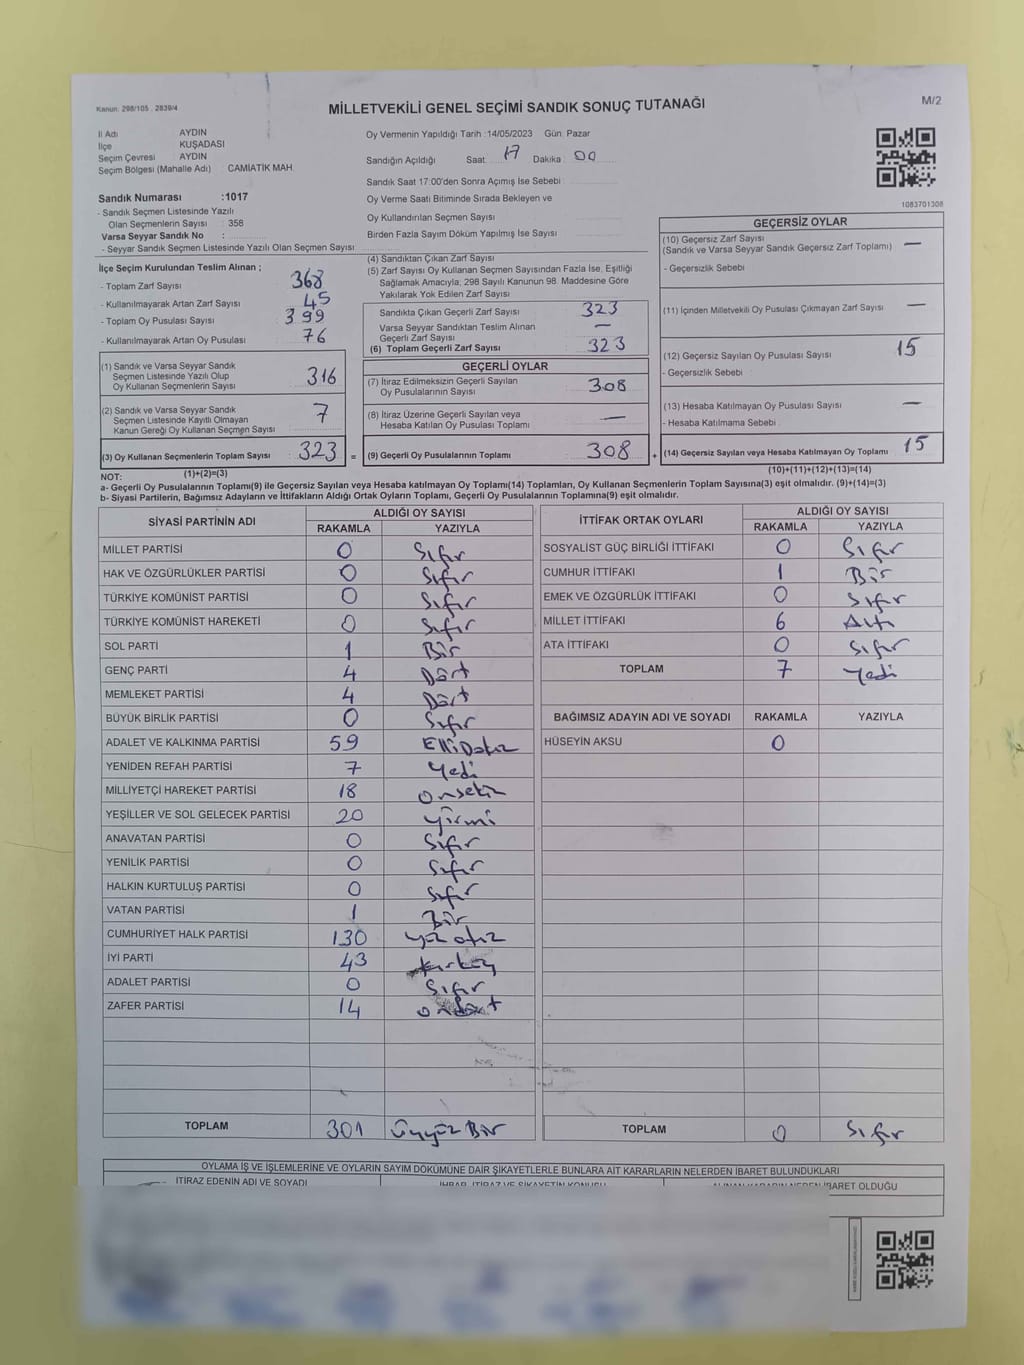 Kanun. 298/105 . 2839/4
MİLLETVEKİLİ GENEL SEÇİMİ SANDIK SONUÇ TUTANAĞI
M/2
İl Adı AYDIN
İlçe KUŞADASI
Seçim Çevresi AYDIN
Seçim Bölgesi (Mahalle Adı) CAMİATİK MAH.
Oy Vermenin Yapıldığı Tarih :14/05/2023 Gün: Pazar
Sandığın Açıldığı Saat 17 Dakika : 00
Sandık Saat 17:00'den Sonra Açımış İse Sebebi :
Oy Verme Saati Bitiminde Sırada Bekleyen ve
Oy Kullandırılan Seçmen Sayısı
Birden Fazla Sayım Döküm Yapılmış İse Sayısı
1083701308
Sandık Numarası :1017
- Sandık Seçmen Listesinde Yazılı
Olan Seçmenlerin Sayısı : 358
Varsa Seyyar Sandık No :
- Seyyar Sandık Seçmen Listesinde Yazılı Olan Seçmen Sayısı
İlçe Seçim Kurulundan Teslim Alınan ;
- Toplam Zarf Sayısı 368
- Kullanılmayarak Artan Zarf Sayısı 45
- Toplam Oy Pusulası Sayısı 399
- Kullanılmayarak Artan Oy Pusulası 76
(1) Sandık ve Varsa Seyyar Sandık
Seçmen Listesinde Yazılı Olup
Oy Kullanan Seçmenlerin Sayısı 316
(2) Sandık ve Varsa Seyyar Sandık
Seçmen Listesinde Kayıtlı Olmayan
Kanun Gereği Oy Kullanan Seçmen Sayısı 7
(3) Oy Kullanan Seçmenlerin Toplam Sayısı 323 =
(1)+(2)=(3)
(4) Sandıktan Çıkan Zarf Sayısı
(5) Zarf Sayısı Oy Kullanan Seçmen Sayısından Fazla İse, Eşitliği
Sağlamak Amacıyla, 298 Sayılı Kanunun 98. Maddesine Göre
Yakılarak Yok Edilen Zarf Sayısı
Sandıkta Çıkan Geçerli Zarf Sayısı 323
Varsa Seyyar Sandıktan Teslim Alınan
Geçerli Zarf Sayısı —
(6) Toplam Geçerli Zarf Sayısı 323
GEÇERLİ OYLAR
(7) İtiraz Edilmeksizin Geçerli Sayılan
Oy Pusulalarının Sayısı 308
(8) İtiraz Üzerine Geçerli Sayılan veya
Hesaba Katılan Oy Pusulası Toplamı —
(9) Geçerli Oy Pusulalarının Toplamı 308 +
GEÇERSİZ OYLAR
(10) Geçersiz Zarf Sayısı —
(Sandık ve Varsa Seyyar Sandık Geçersiz Zarf Toplamı)
- Geçersizlik Sebebi
(11) İçinden Milletvekili Oy Pusulası Çıkmayan Zarf Sayısı —
(12) Geçersiz Sayılan Oy Pusulası Sayısı 15
- Geçersizlik Sebebi
(13) Hesaba Katılmayan Oy Pusulası Sayısı —
- Hesaba Katılmama Sebebi
(14) Geçersiz Sayılan veya Hesaba Katılmayan Oy Toplamı 15
(10)+(11)+(12)+(13)=(14)
NOT:
a- Geçerli Oy Pusulaları Toplamı(9) ile Geçersiz Sayılan veya Hesaba katılmayan Oy Toplamı(14) Toplamları, Oy Kullanan Seçmenlerin Toplam Sayısına(3) eşit olmalıdır. (9)+(14)=(3)
b- Siyasi Partilerin, Bağımsız Adayların ve İttifakların Aldığı Ortak Oyların Toplamı, Geçerli Oy Pusulalarının Toplamına(9) eşit olmalıdır.
SİYASİ PARTİNİN ADI ALDIĞI OY SAYISI
RAKAMLA YAZIYLA
MİLLET PARTİSİ 0 Sıfır
HAK VE ÖZGÜRLÜKLER PARTİSİ 0 Sıfır
TÜRKİYE KOMÜNİST PARTİSİ 0 Sıfır
TÜRKİYE KOMÜNİST HAREKETİ 0 Sıfır
SOL PARTİ 1 Bir
GENÇ PARTİ 4 Dört
MEMLEKET PARTİSİ 4 Dört
BÜYÜK BİRLİK PARTİSİ 0 Sıfır
ADALET VE KALKINMA PARTİSİ 59 ElliDokuz
YENİDEN REFAH PARTİSİ 7 Yedi
MİLLİYETÇİ HAREKET PARTİSİ 18 Onsekiz
YEŞİLLER VE SOL GELECEK PARTİSİ 20 Yirmi
ANAVATAN PARTİSİ 0 Sıfır
YENİLİK PARTİSİ 0 Sıfır
HALKIN KURTULUŞ PARTİSİ 0 Sıfır
VATAN PARTİSİ 1 Bir
CUMHURİYET HALK PARTİSİ 130 yüz otuz
İYİ PARTİ 43 kırküç
ADALET PARTİSİ 0 Sıfır
ZAFER PARTİSİ 14 ondört
TOPLAM 301 Üçyüz Bir
İTTİFAK ORTAK OYLARI ALDIĞI OY SAYISI
RAKAMLA YAZIYLA
SOSYALİST GÜÇ BİRLİĞİ İTTİFAKI 0 Sıfır
CUMHUR İTTİFAKI 1 Bir
EMEK VE ÖZGÜRLÜK İTTİFAKI 0 Sıfır
MİLLET İTTİFAKI 6 Altı
ATA İTTİFAKI 0 Sıfır
TOPLAM 7 Yedi
BAĞIMSIZ ADAYIN ADI VE SOYADI RAKAMLA YAZIYLA
HÜSEYİN AKSU 0
TOPLAM 0 Sıfır
OYLAMA İŞ VE İŞLEMLERİNE VE OYLARIN SAYIM DÖKÜMÜNE DAİR ŞİKAYETLERLE BUNLARA AİT KARARLARIN NELERDEN İBARET BULUNDUKLARI
İTİRAZ EDENİN ADI VE SOYADI İHBAR, İTİRAZ VE ŞİKAYETİN KONUSU ALINAN KARARIN NEDEN İBARET OLDUĞU